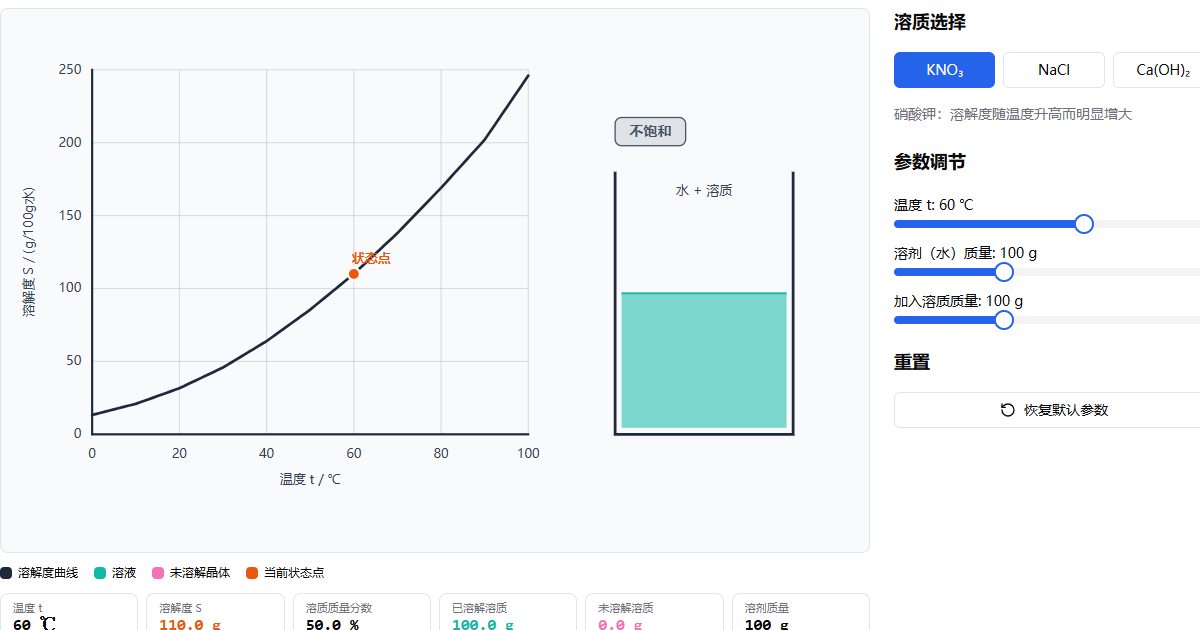 250
200
150
100
50
0
溶解度 S / (g/100g水)
状态点
0 20 40 60 80 100
温度 t / ℃
不饱和
水 + 溶质
溶解度曲线 溶液 未溶解晶体 当前状态点
温度 t
60 ℃
溶解度 S
110.0 g
溶质质量分数
50.0 %
已溶解溶质
100.0 g
未溶解溶质
0.0 g
溶剂质量
100 g
溶质选择
KNO₃ NaCl Ca(OH)₂
硝酸钾：溶解度随温度升高而明显增大
参数调节
温度 t: 60 ℃
溶剂（水）质量: 100 g
加入溶质质量: 100 g
重置
恢复默认参数